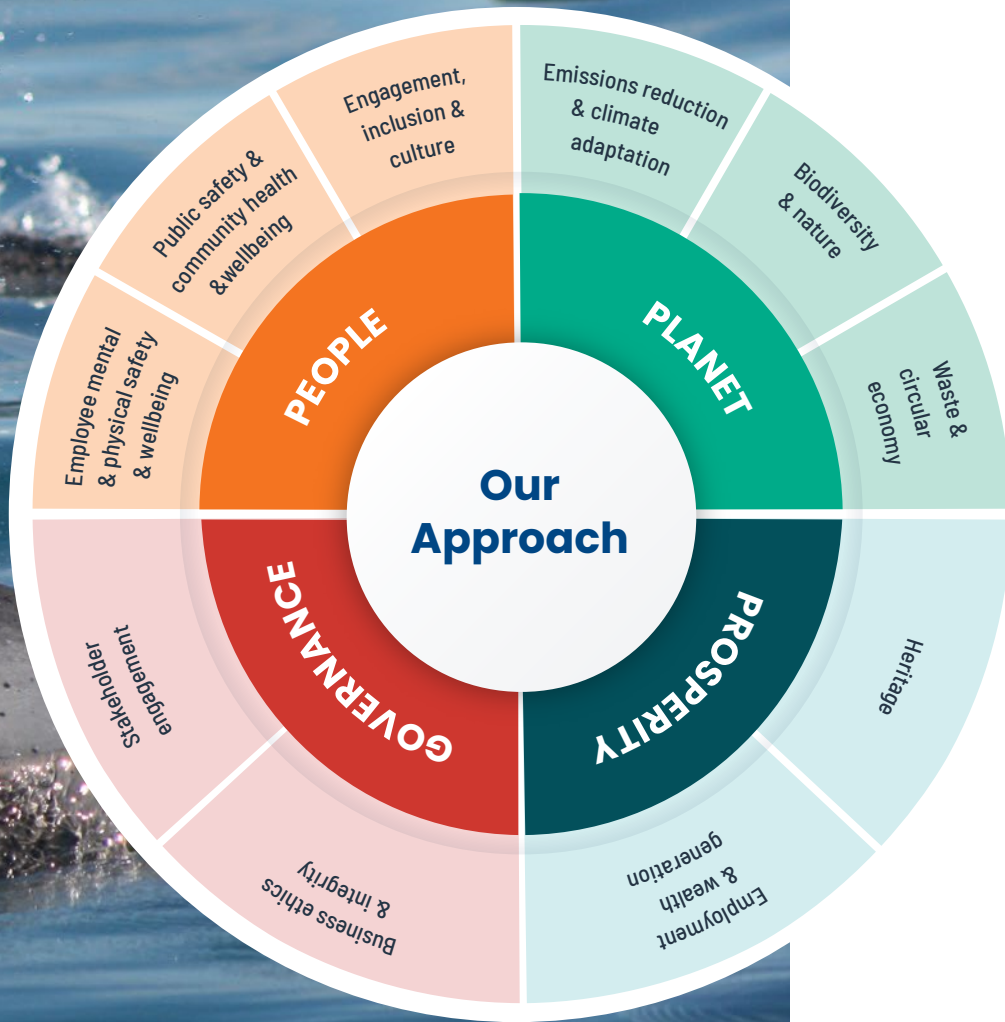 Our
Approach
PEOPLE
Engagement,
inclusion &
culture
Public safety &
community health
&wellbeing
Employee mental
& physical safety
& wellbeing
PLANET
Emissions reduction
& climate
adaptation
Biodiversity
& nature
Waste &
circular
economy
PROSPERITY
Heritage
Employment
& wealth
generation
GOVERNANCE
Business ethics
& integrity
Stakeholder
engagement